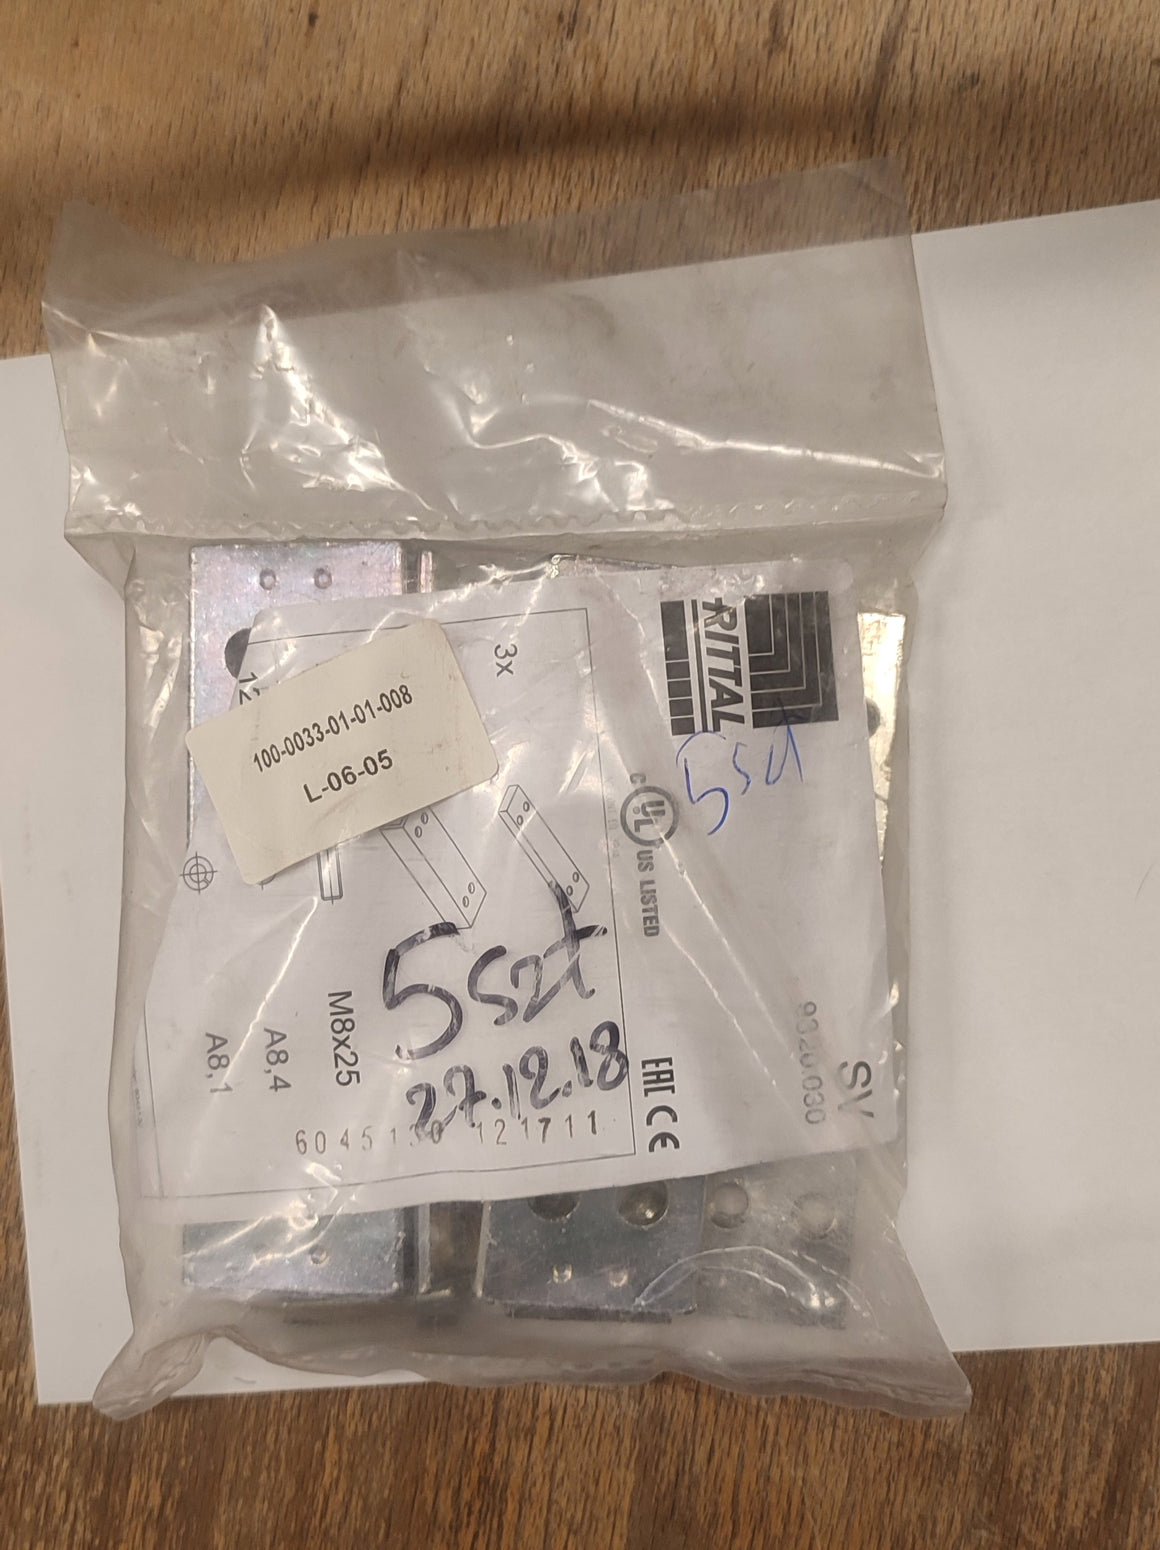 RITTAL
5szt
3x
100-0033-01-01-008
L-06-05
C
UL
US LISTED
5szt
27.12.18
M8x25
A8,4
A8,1
SV
EAC CE
121711